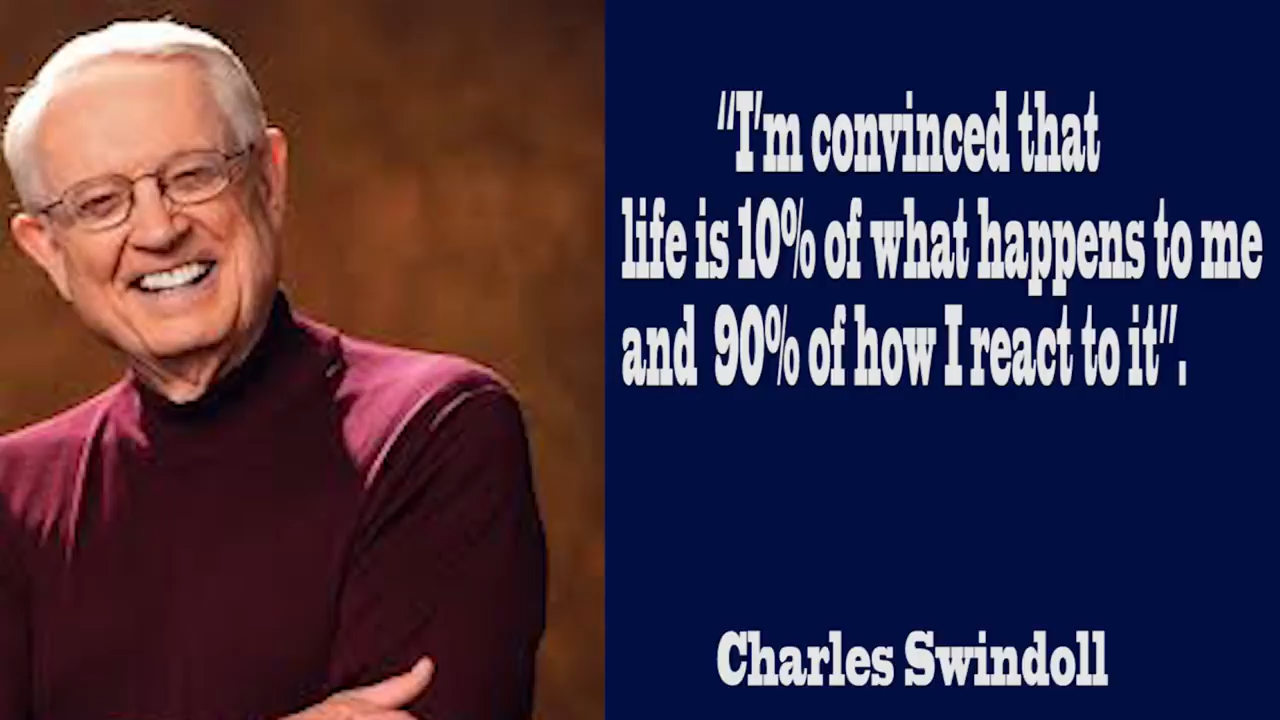 “I'm convinced that
life is 10% of what happens to me
and 90% of how I react to it”.
Charles Swindoll